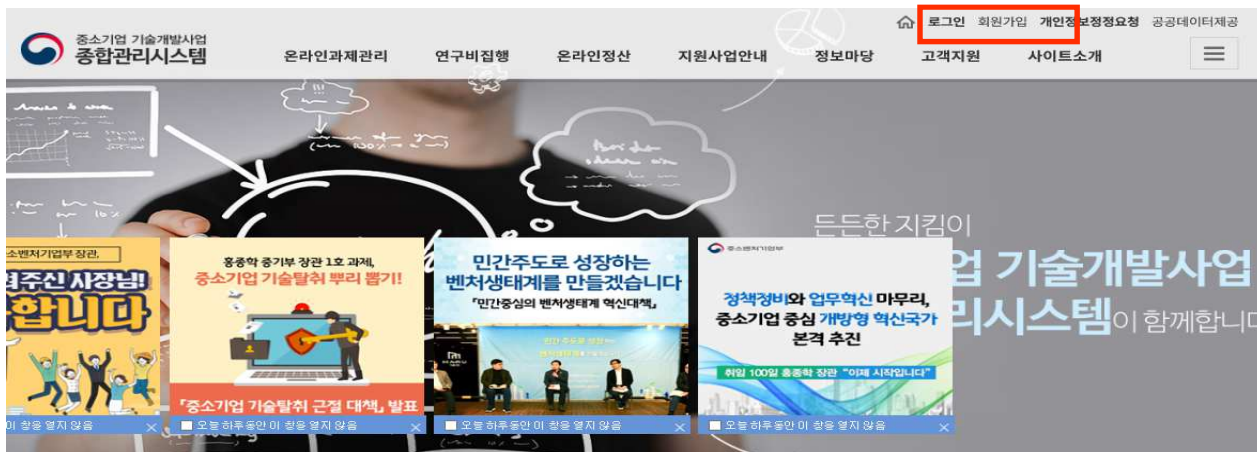 로그인 회원가입 개인정보정정요청 공공데이터제공
중소기업 기술개발사업
종합관리시스템
온라인과제관리 연구비집행 온라인정산 지원사업안내 정보마당 고객지원 사이트소개
든든한 지킴이
업 기술개발사업
리시스템이 함께합니다
소벤처기업부 장관,
켜주신 사장님!
합니다
이 창을 열지 않음
홍종학 중기부 장관 1호 과제,
중소기업 기술탈취 뿌리 뽑기!
『중소기업 기술탈취 근절 대책』 발표
오늘 하루동안 이 창을 열지 않음
민간주도로 성장하는
벤처생태계를 만들겠습니다
『민간중심의 벤처생태계 혁신대책』
오늘 하루동안 이 창을 열지 않음
중소벤처기업부
정책정비와 업무혁신 마무리,
중소기업 중심 개방형 혁신국가
본격 추진
취임 100일 홍종학 장관 "이제 시작입니다"
오늘 하루동안 이 창을 열지 않음